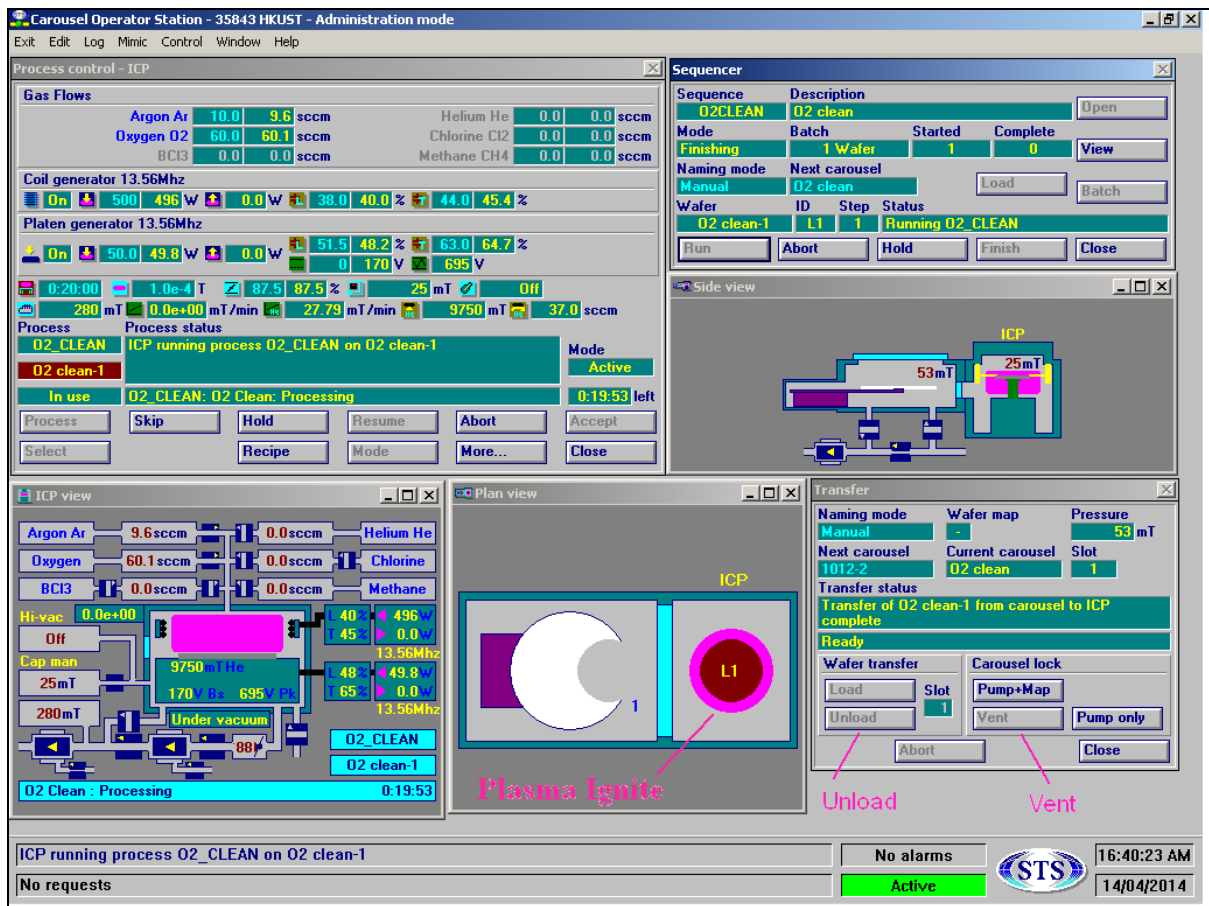 Carousel Operator Station - 35843 HKUST - Administration mode
Exit Edit Log Mimic Control Window Help
Process control - ICP
Gas Flows
Argon Ar 10.0 9.6 sccm Helium He 0.0 0.0 sccm
Oxygen O2 60.0 60.1 sccm Chlorine Cl2 0.0 0.0 sccm
BCl3 0.0 0.0 sccm Methane CH4 0.0 0.0 sccm
Coil generator 13.56Mhz
On 500 496 W 0.0 W L 38.0 40.0 % T 44.0 45.4 %
Platen generator 13.56Mhz
On 50.0 49.8 W 0.0 W L 51.5 48.2 % T 63.0 64.7 %
0 170 V 695 V
0:20:00 1.0e-4 T 87.5 87.5 % 25 mT Off
280 mT 0.0e+00 mT/min 27.79 mT/min 9750 mT 37.0 sccm
Process Process status
O2_CLEAN ICP running process O2_CLEAN on O2 clean-1
Mode
O2 clean-1 Active
In use O2_CLEAN: O2 Clean: Processing 0:19:53 left
Process Skip Hold Resume Abort Accept
Select Recipe Mode More... Close
Sequencer
Sequence Description
O2CLEAN O2 clean Open
Mode Batch Started Complete
Finishing 1 Wafer 1 0 View
Naming mode Next carousel
Manual O2 clean Load Batch
Wafer ID Step Status
O2 clean-1 L1 1 Running O2_CLEAN
Run Abort Hold Finish Close
Side view
ICP
53mT 25mT
ICP view
Argon Ar 9.6sccm 0.0sccm Helium He
Oxygen 60.1sccm 0.0sccm Chlorine
BCl3 0.0sccm 0.0sccm Methane
Hi-vac 0.0e+00 L 40% 496W
Off T 45% 0.0W
13.56Mhz
Cap man
25mT 9750mT He L 48% 49.8W
170V Bs 695V Pk T 65% 0.0W
280mT 13.56Mhz
Under vacuum
88 O2_CLEAN
O2 clean-1
O2 Clean : Processing 0:19:53
Plan view
ICP
L1
1
Plasma Ignite
Transfer
Naming mode Wafer map Pressure
Manual - 53 mT
Next carousel Current carousel Slot
1012-2 O2 clean 1
Transfer status
Transfer of O2 clean-1 from carousel to ICP
complete
Ready
Wafer transfer Carousel lock
Load Slot Pump+Map
Unload 1 Vent Pump only
Abort Close
Unload Vent
ICP running process O2_CLEAN on O2 clean-1 No alarms STS 16:40:23 AM
No requests Active 14/04/2014